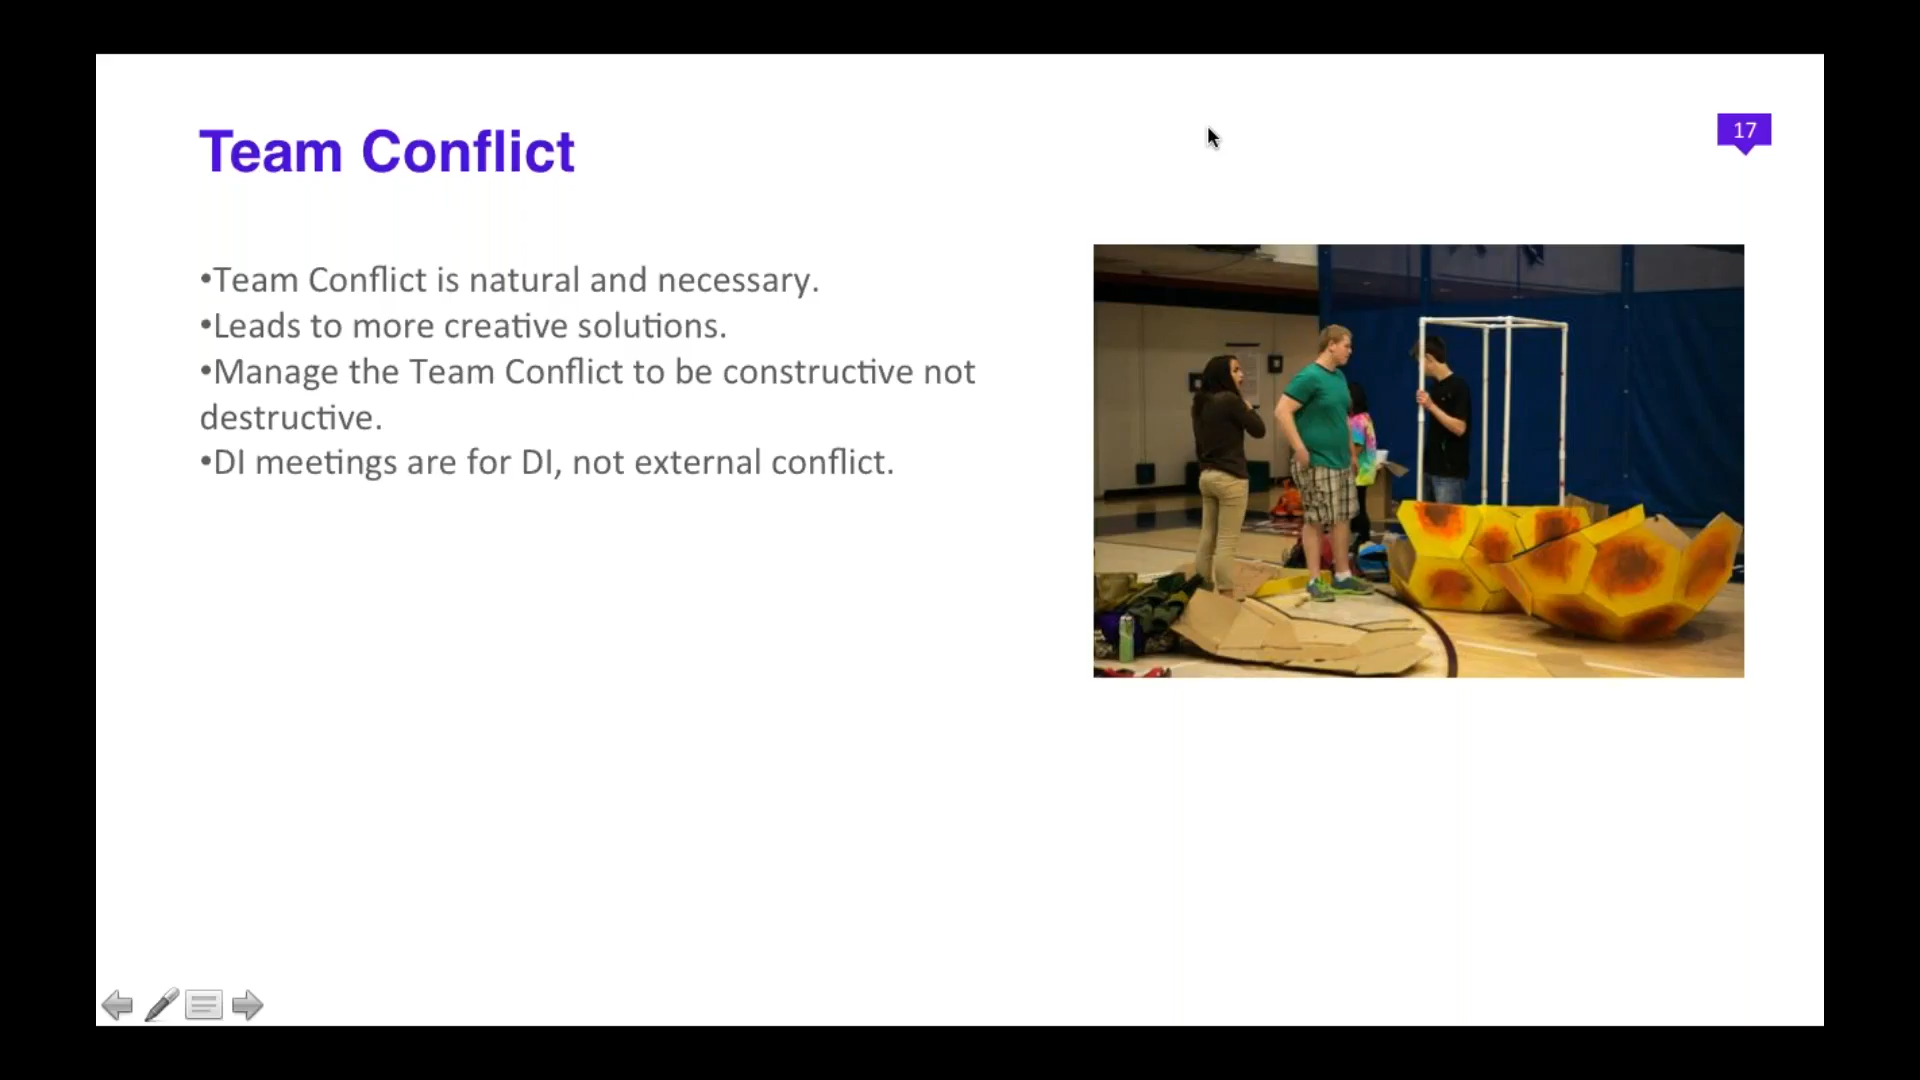 Team Conflict
17
•Team Conflict is natural and necessary.
•Leads to more creative solutions.
•Manage the Team Conflict to be constructive not
destructive.
•DI meetings are for DI, not external conflict.